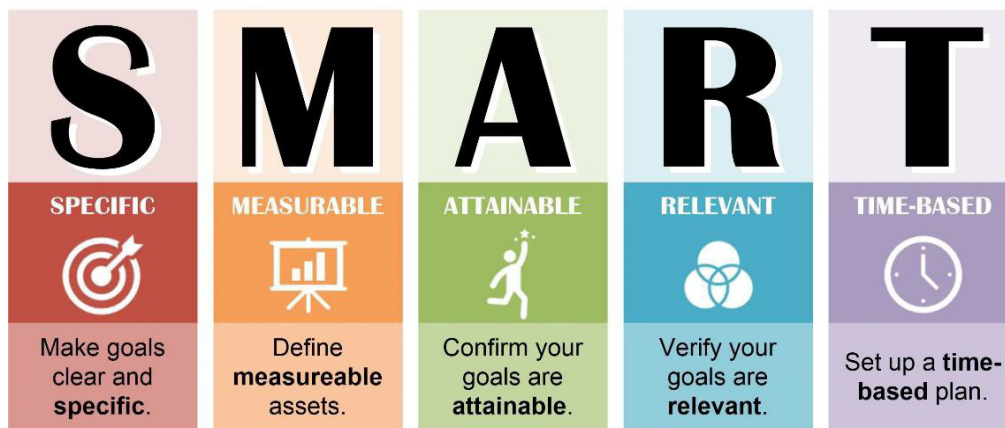 S M A R T
SPECIFIC
MEASURABLE
ATTAINABLE
RELEVANT
TIME-BASED
Make goals
clear and
specific.
Define
measureable
assets.
Confirm your
goals are
attainable.
Verify your
goals are
relevant.
Set up a time-
based plan.